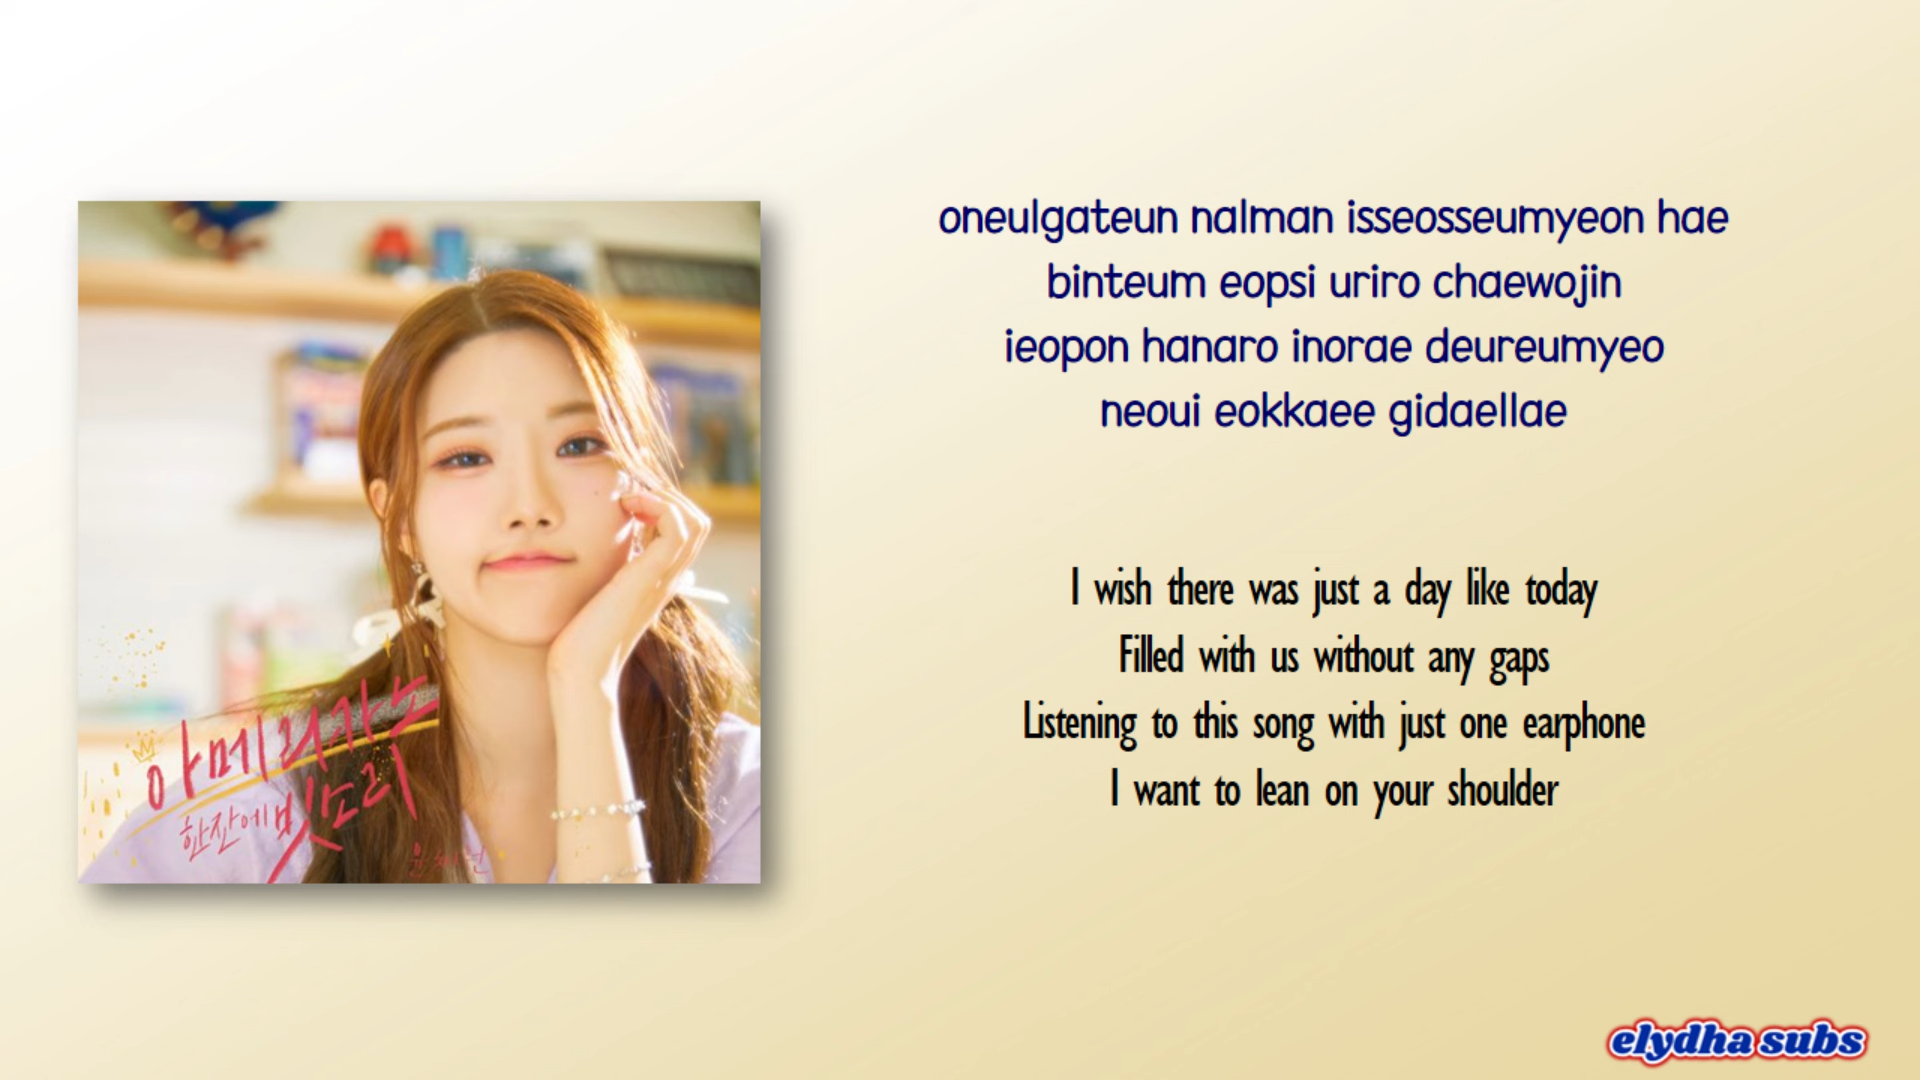 oneulgateun nalman isseosseumyeon hae
binteum eopsi uriro chaewojin
ieopon hanaro inorae deureumyeo
neoui eokkaee gidaellae
I wish there was just a day like today
Filled with us without any gaps
Listening to this song with just one earphone
I want to lean on your shoulder
아메리카노
한잔에 빗소리
elydha subs